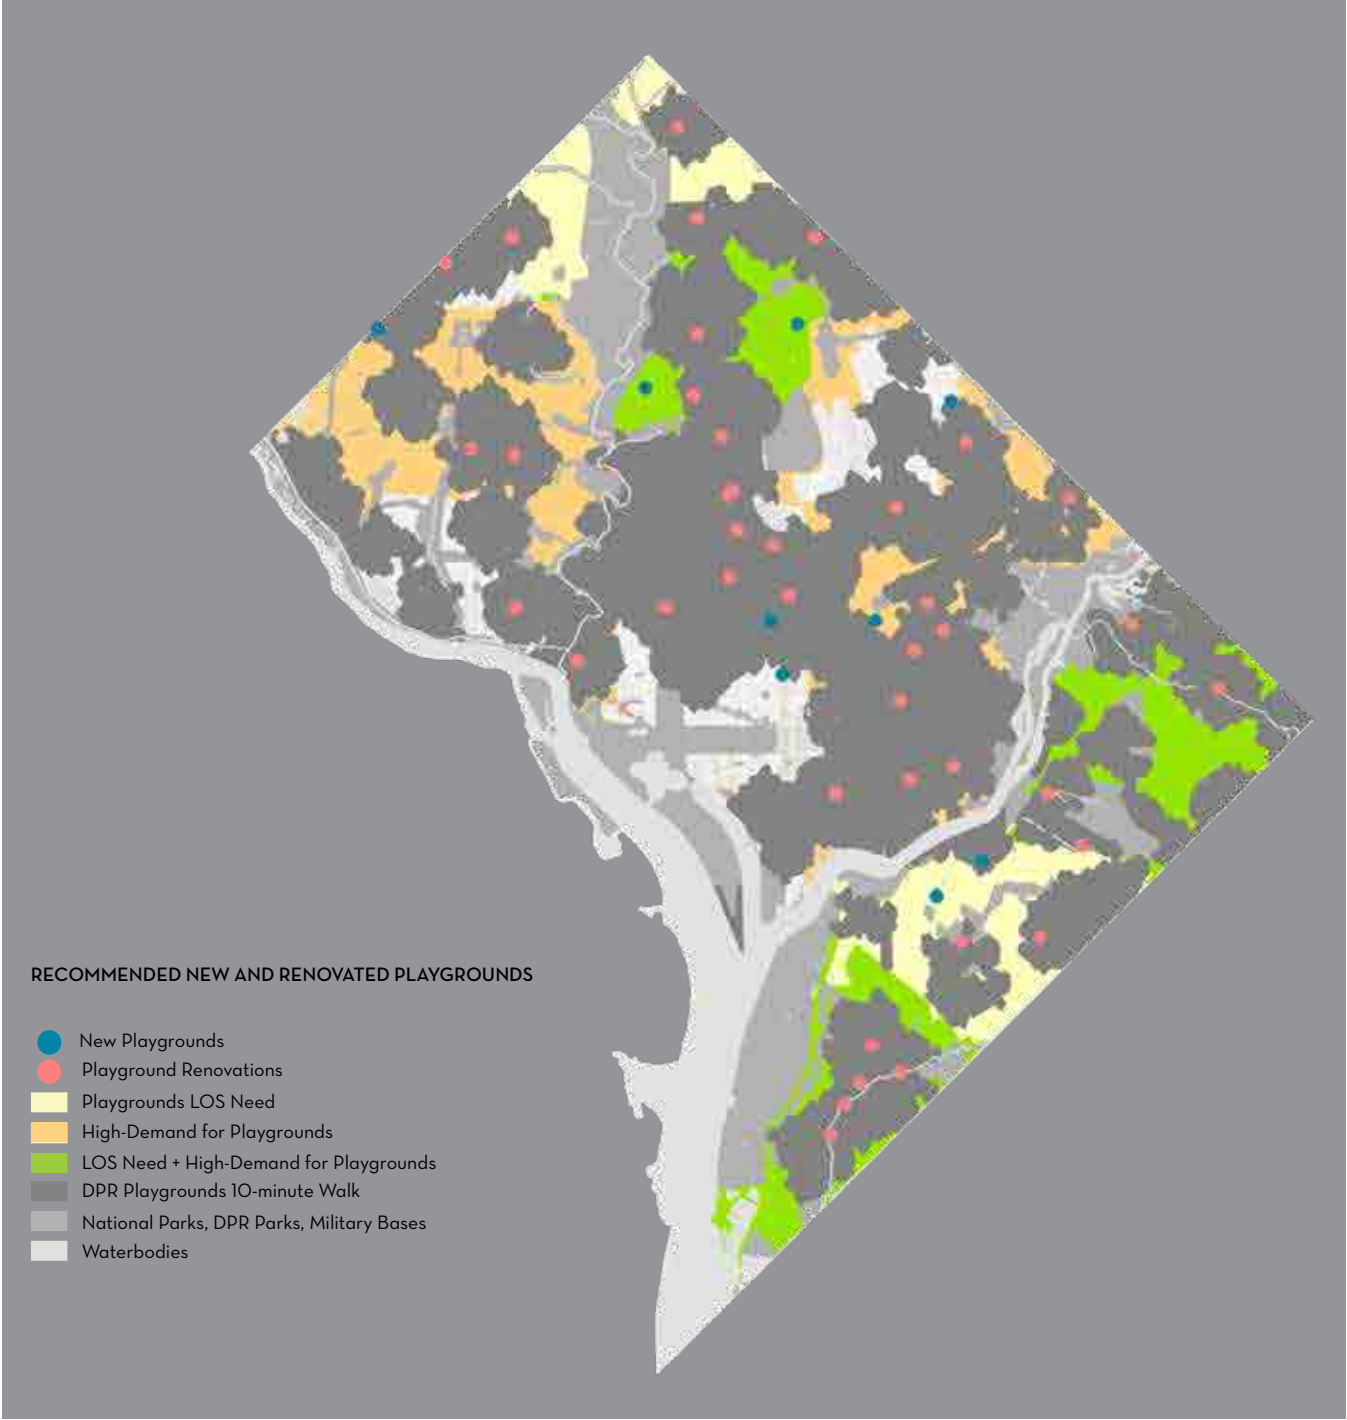 RECOMMENDED NEW AND RENOVATED PLAYGROUNDS
New Playgrounds
Playground Renovations
Playgrounds LOS Need
High-Demand for Playgrounds
LOS Need + High-Demand for Playgrounds
DPR Playgrounds 10-minute Walk
National Parks, DPR Parks, Military Bases
Waterbodies